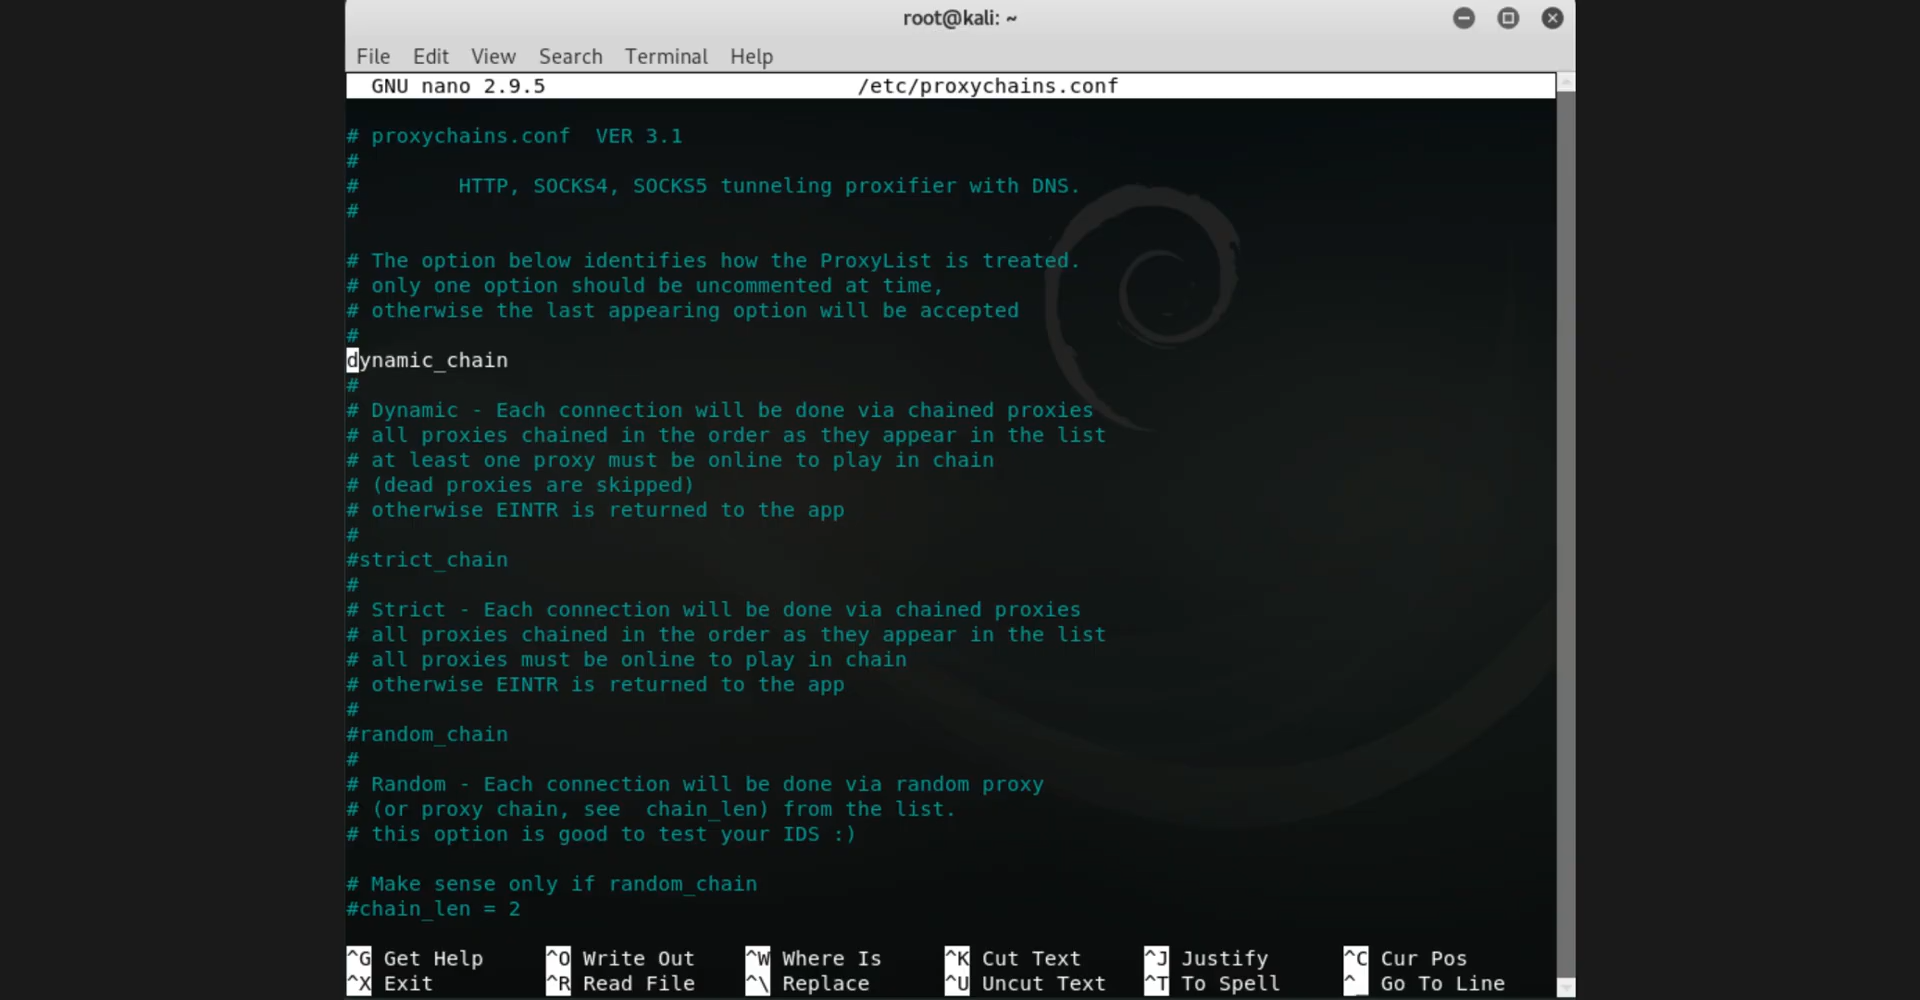 root@kali: ~
File Edit View Search Terminal Help
GNU nano 2.9.5 /etc/proxychains.conf
# proxychains.conf  VER 3.1
#
#        HTTP, SOCKS4, SOCKS5 tunneling proxifier with DNS.
#
# The option below identifies how the ProxyList is treated.
# only one option should be uncommented at time,
# otherwise the last appearing option will be accepted
#
dynamic_chain
#
# Dynamic - Each connection will be done via chained proxies
# all proxies chained in the order as they appear in the list
# at least one proxy must be online to play in chain
# (dead proxies are skipped)
# otherwise EINTR is returned to the app
#
#strict_chain
#
# Strict - Each connection will be done via chained proxies
# all proxies chained in the order as they appear in the list
# all proxies must be online to play in chain
# otherwise EINTR is returned to the app
#
#random_chain
#
# Random - Each connection will be done via random proxy
# (or proxy chain, see  chain_len) from the list.
# this option is good to test your IDS :)
# Make sense only if random_chain
#chain_len = 2
^G Get Help ^O Write Out ^W Where Is ^K Cut Text ^J Justify ^C Cur Pos
^X Exit ^R Read File ^\ Replace ^U Uncut Text ^T To Spell ^_ Go To Line